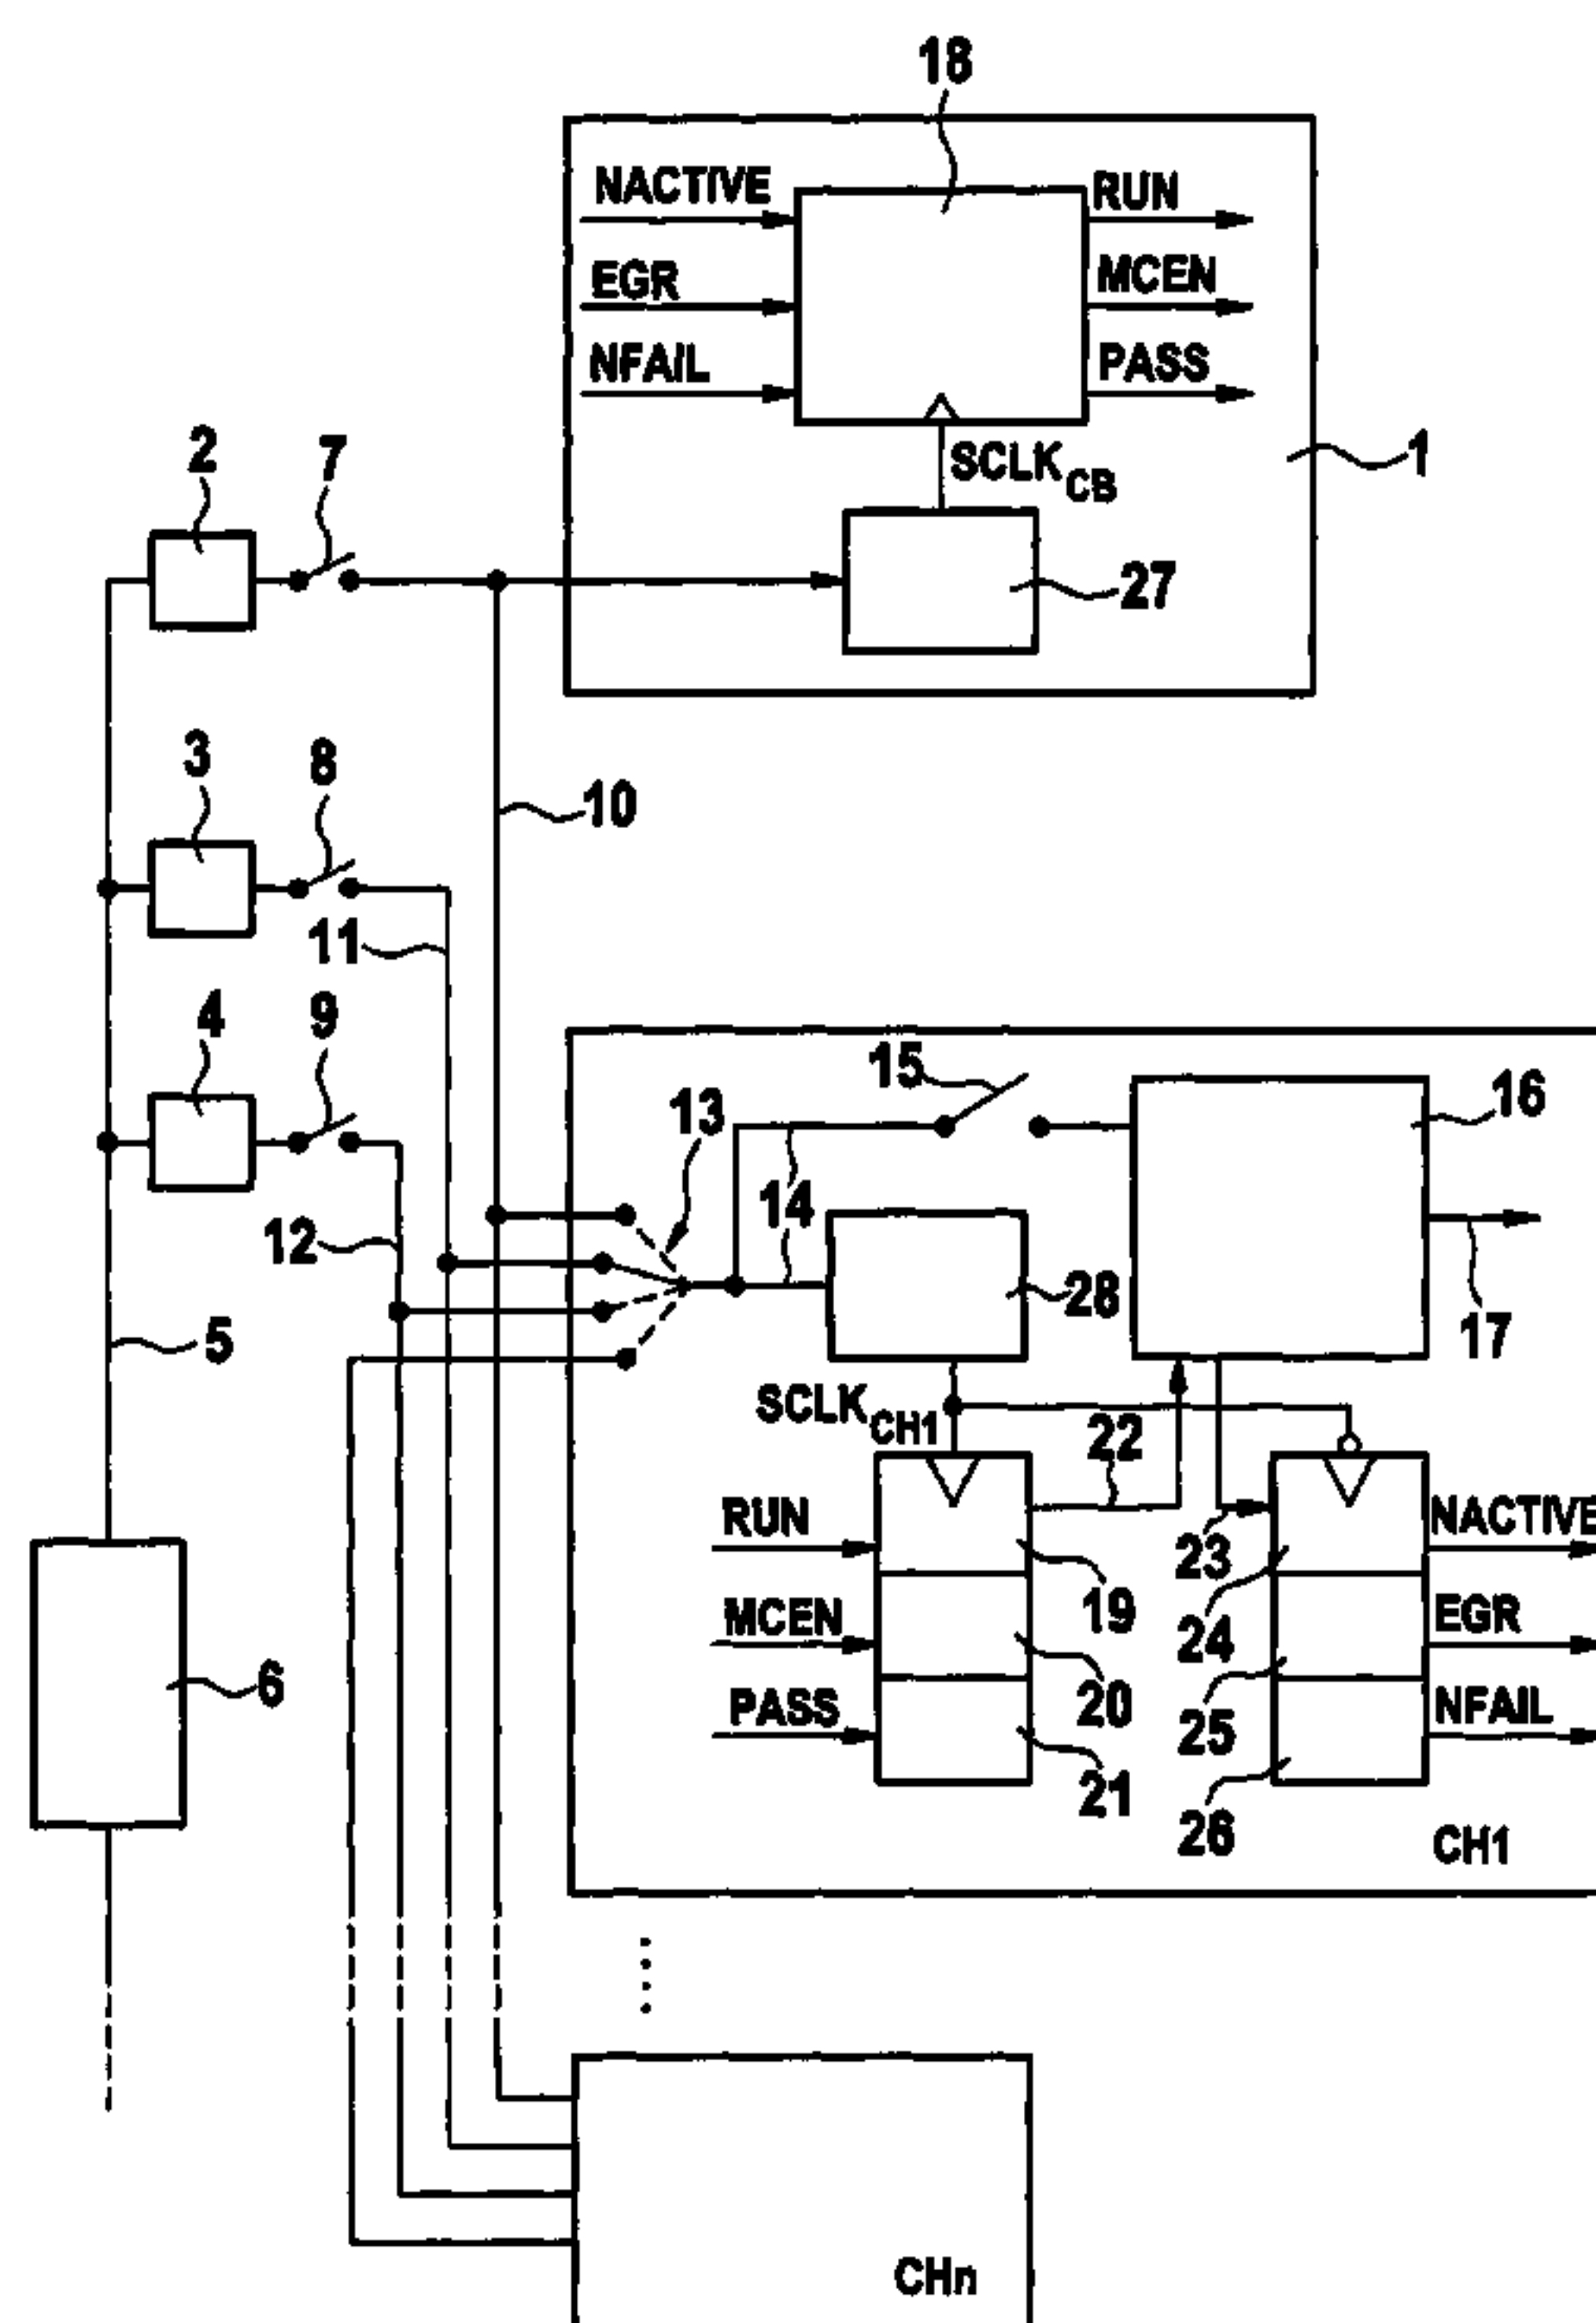 18
NACTIVE
RUN
EGR
MCEN
NFAIL
PASS
SCLK CB
1
2
7
27
3
8
10
11
4
9
15
16
13
14
12
28
5
17
SCLK CH1
22
RUN
NACTIVE
23
19
MCEN
24
EGR
6
20
PASS
25
NFAIL
21
26
CH1
CHn